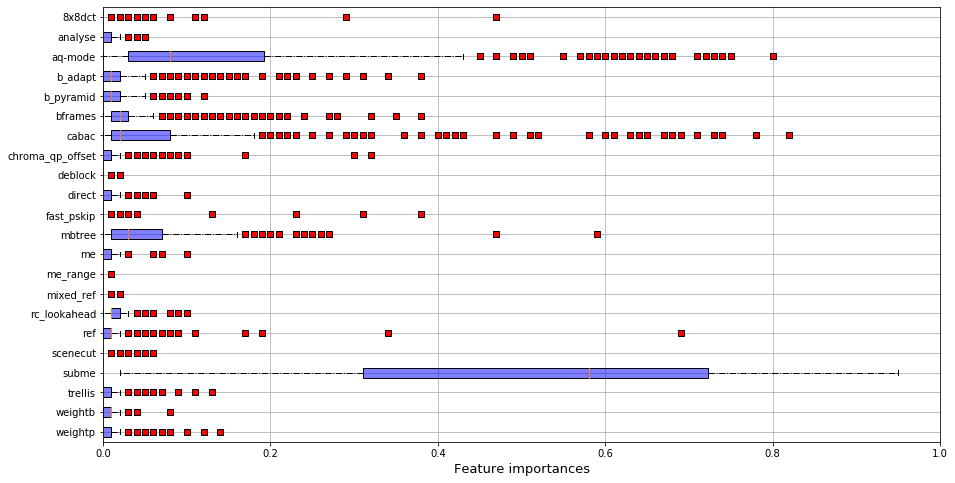 8x8dct
analyse
aq-mode
b_adapt
b_pyramid
bframes
cabac
chroma_qp_offset
deblock
direct
fast_pskip
mbtree
me
me_range
mixed_ref
rc_lookahead
ref
scenecut
subme
trellis
weightb
weightp
0.0 0.2 0.4 0.6 0.8 1.0
Feature importances